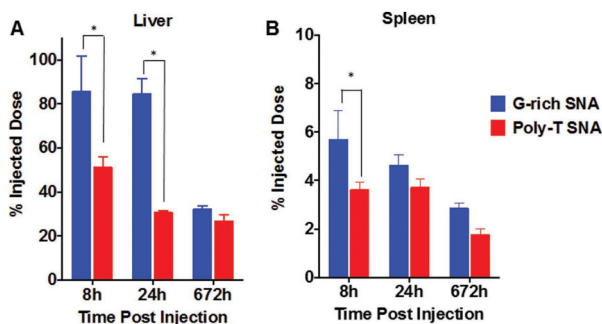 A
Liver
% Injected Dose
100
80
60
40
20
0
*
*
8h
24h
672h
Time Post Injection
B
Spleen
% Injected Dose
10
8
6
4
2
0
*
8h
24h
672h
Time Post Injection
G-rich SNA
Poly-T SNA